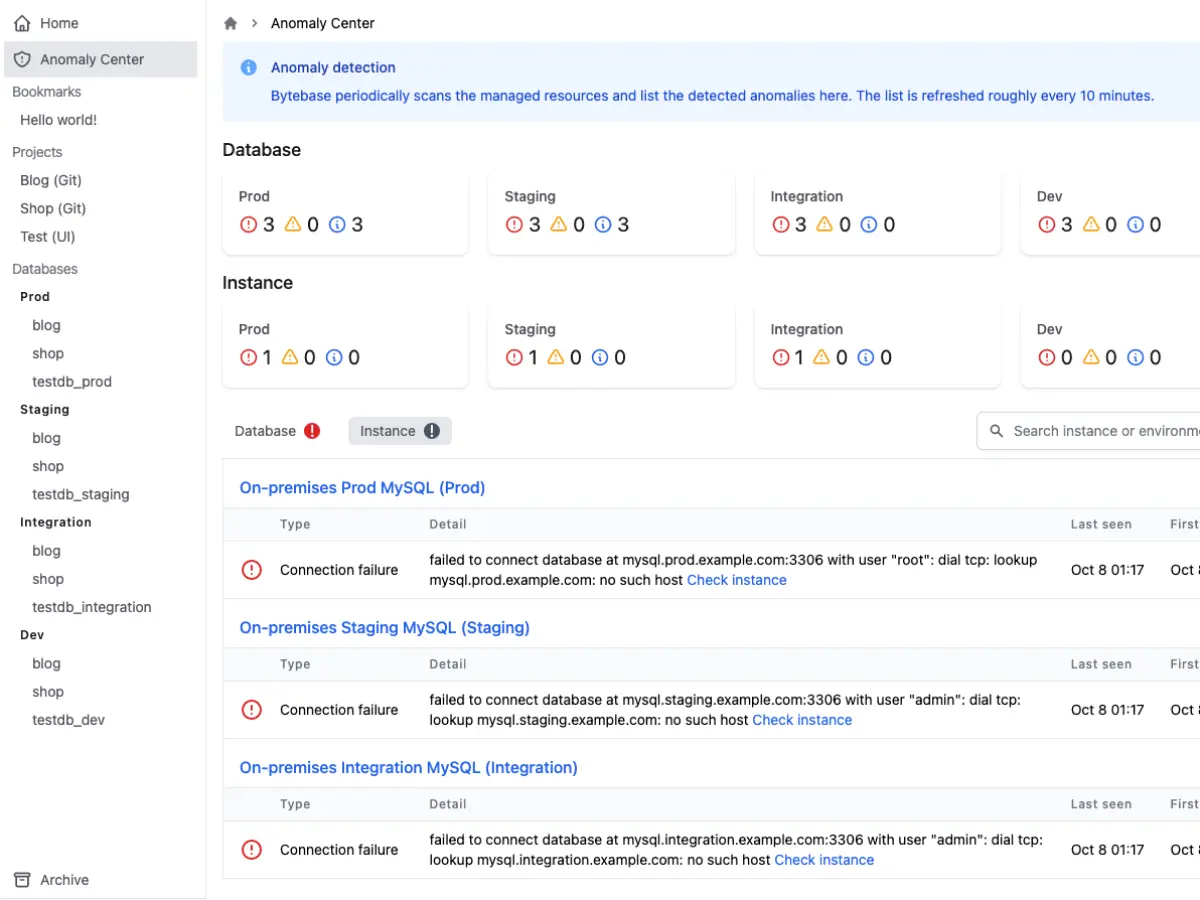 Home
Anomaly Center
Bookmarks
Hello world!
Projects
Blog (Git)
Shop (Git)
Test (UI)
Databases
Prod
blog
shop
testdb_prod
Staging
blog
shop
testdb_staging
Integration
blog
shop
testdb_integration
Dev
blog
shop
testdb_dev
Archive
Anomaly Center
Anomaly detection
Bytebase periodically scans the managed resources and list the detected anomalies here. The list is refreshed roughly every 10 minutes.
Database
Prod
3 0 3
Staging
3 0 3
Integration
3 0 0
Dev
3 0 0
Instance
Prod
1 0 0
Staging
1 0 0
Integration
1 0 0
Dev
0 0 0
Database Instance Search instance or
On-premises Prod MySQL (Prod)
Type Detail Last seen First
Connection failure
failed to connect database at mysql.prod.example.com:3306 with user "root": dial tcp: lookup
mysql.prod.example.com: no such host Check instance
Oct 8 01:17 Oct
On-premises Staging MySQL (Staging)
Type Detail Last seen First
Connection failure
failed to connect database at mysql.staging.example.com:3306 with user "admin": dial tcp:
lookup mysql.staging.example.com: no such host Check instance
Oct 8 01:17 Oct
On-premises Integration MySQL (Integration)
Type Detail Last seen First
Connection failure
failed to connect database at mysql.integration.example.com:3306 with user "admin": dial tcp:
lookup mysql.integration.example.com: no such host Check instance
Oct 8 01:17 Oct